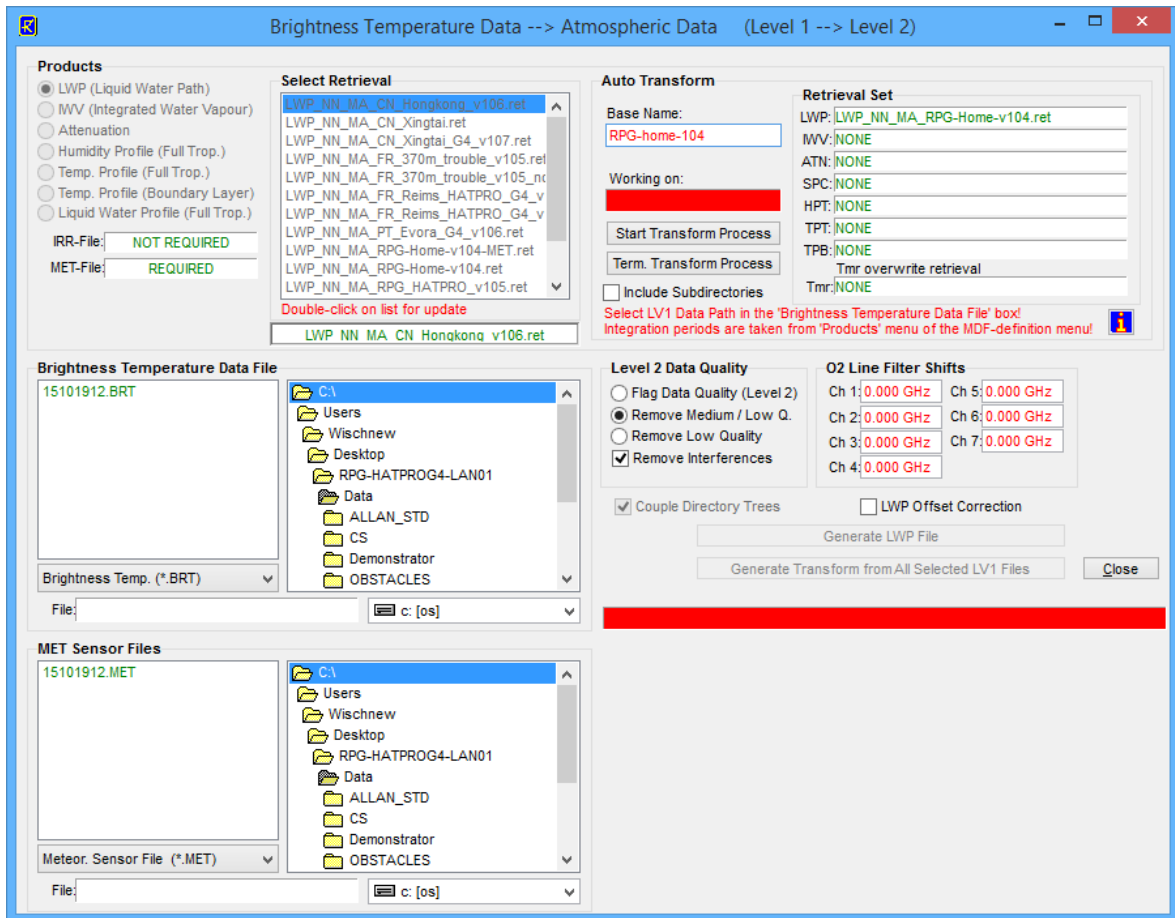 Brightness Temperature Data --> Atmospheric Data (Level 1 --> Level 2)
Products
LWP (Liquid Water Path)
IWV (Integrated Water Vapour)
Attenuation
Humidity Profile (Full Trop.)
Temp. Profile (Full Trop.)
Temp. Profile (Boundary Layer)
Liquid Water Profile (Full Trop.)
IRR-File: NOT REQUIRED
MET-File: REQUIRED
Select Retrieval
LWP_NN_MA_CN_Hongkong_v106.ret
LWP_NN_MA_CN_Xingtai.ret
LWP_NN_MA_CN_Xingtai_G4_v107.ret
LWP_NN_MA_FR_370m_trouble_v105.ret
LWP_NN_MA_FR_370m_trouble_v105_no
LWP_NN_MA_FR_Reims_HATPRO_G4_v
LWP_NN_MA_FR_Reims_HATPRO_G4_v
LWP_NN_MA_PT_Evora_G4_v106.ret
LWP_NN_MA_RPG-Home-v104-MET.ret
LWP_NN_MA_RPG-Home-v104.ret
LWP_NN_MA_RPG_HATPRO_v105.ret
Double-click on list for update
LWP_NN_MA_CN_Hongkong_v106.ret
Auto Transform
Base Name:
RPG-home-104
Working on:
Start Transform Process
Term. Transform Process
Include Subdirectories
Retrieval Set
LWP: LWP_NN_MA_RPG-Home-v104.ret
IWV: NONE
ATN: NONE
SPC: NONE
HPT: NONE
TPT: NONE
TPB: NONE
Tmr overwrite retrieval
Tmr: NONE
Select LV1 Data Path in the 'Brightness Temperature Data File' box!
Integration periods are taken from 'Products' menu of the MDF-definition menu!
i
Brightness Temperature Data File
15101912.BRT
Brightness Temp. (*.BRT)
C:\
Users
Wischnew
Desktop
RPG-HATPROG4-LAN01
Data
ALLAN_STD
CS
Demonstrator
OBSTACLES
File:
c: [os]
Level 2 Data Quality
Flag Data Quality (Level 2)
Remove Medium / Low Q.
Remove Low Quality
Remove Interferences
O2 Line Filter Shifts
Ch 1: 0.000 GHz Ch 5: 0.000 GHz
Ch 2: 0.000 GHz Ch 6: 0.000 GHz
Ch 3: 0.000 GHz Ch 7: 0.000 GHz
Ch 4: 0.000 GHz
Couple Directory Trees
LWP Offset Correction
Generate LWP File
Generate Transform from All Selected LV1 Files
Close
MET Sensor Files
15101912.MET
Meteor. Sensor File (*.MET)
C:\
Users
Wischnew
Desktop
RPG-HATPROG4-LAN01
Data
ALLAN_STD
CS
Demonstrator
OBSTACLES
File:
c: [os]